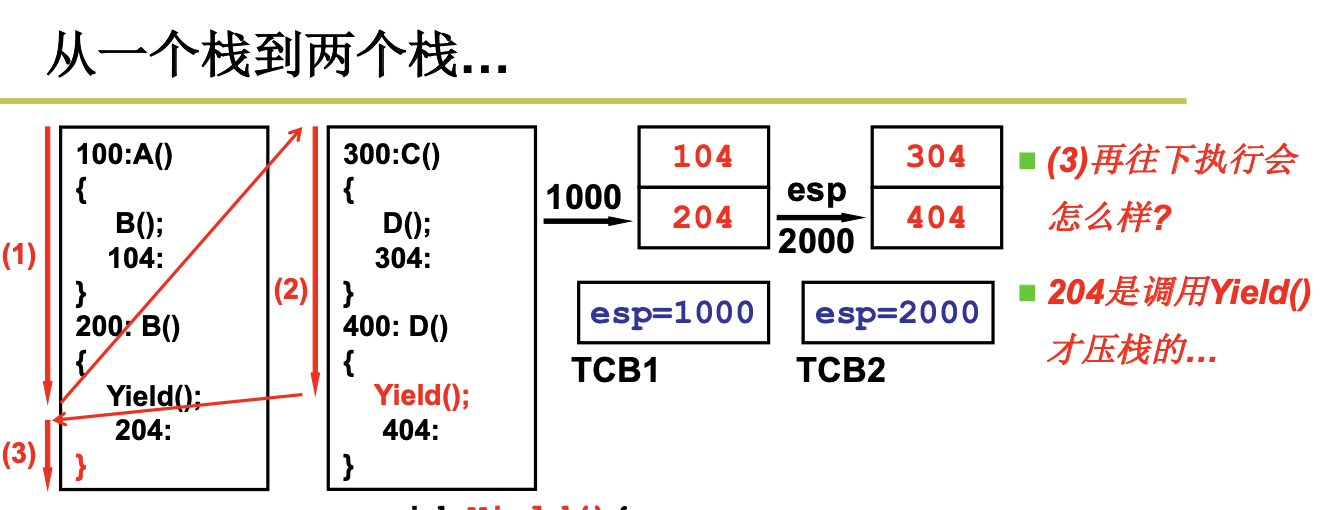 从一个栈到两个栈…
(1)
100:A()
{
B();
104:
}
200: B()
{
Yield();
204:
}
(3)
(2)
300:C()
{
D();
304:
}
400: D()
{
Yield();
404:
}
1000
104
204
esp
2000
304
404
esp=1000
TCB1
esp=2000
TCB2
(3)再往下执行会
怎么样?
204是调用Yield()
才压栈的…